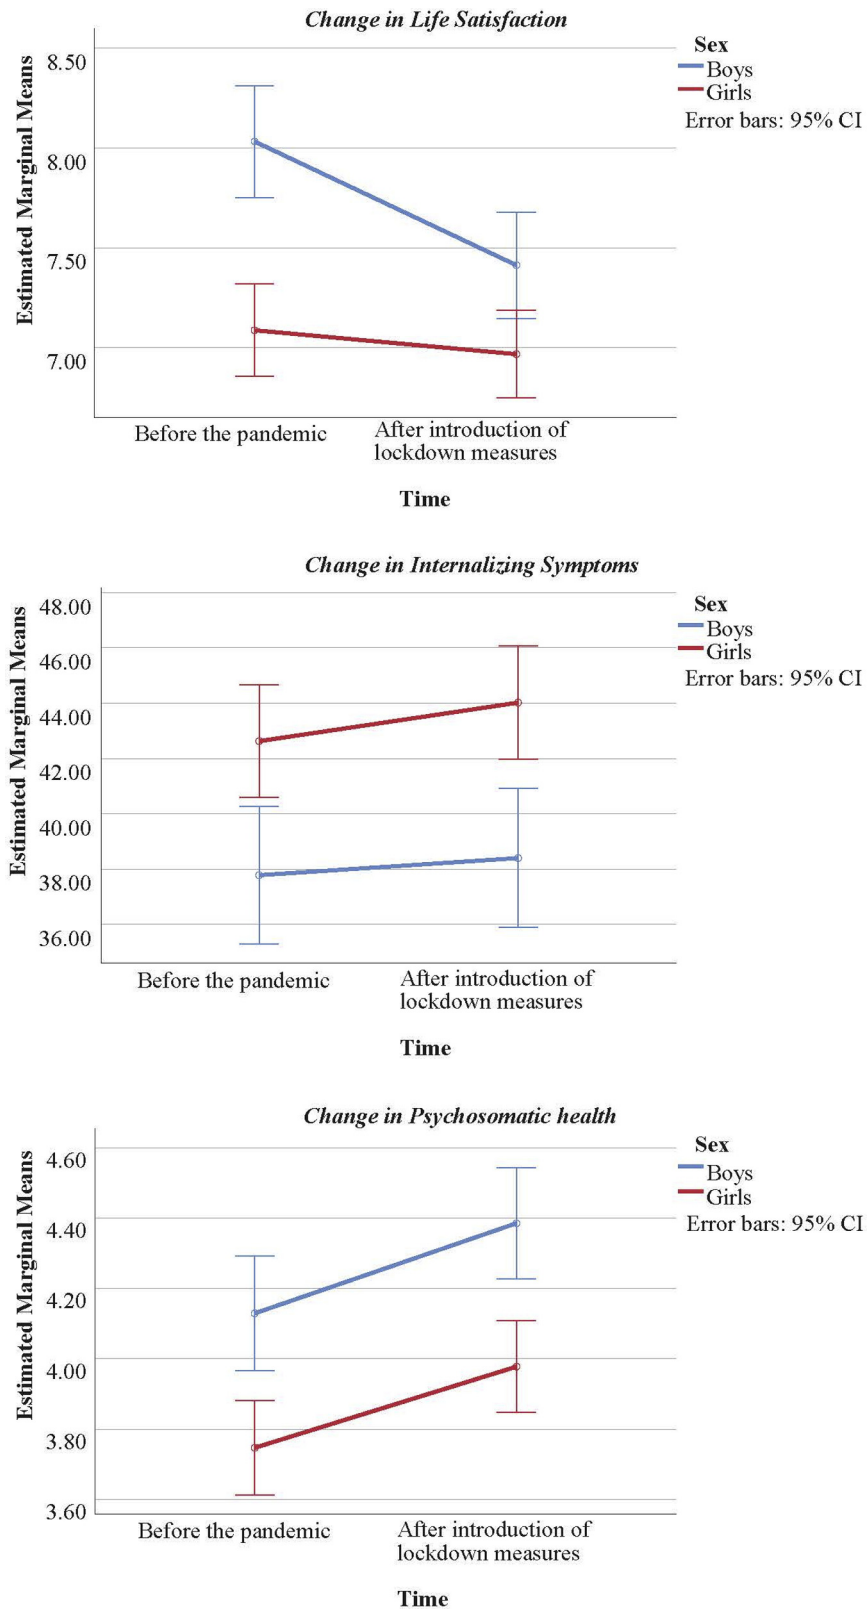 Change in Life Satisfaction
Estimated Marginal Means
8.50
8.00
7.50
7.00
Sex
Boys
Girls
Error bars: 95% CI
Before the pandemic
After introduction of
lockdown measures
Time
Change in Internalizing Symptoms
Estimated Marginal Means
48.00
46.00
44.00
42.00
40.00
38.00
36.00
Sex
Boys
Girls
Error bars: 95% CI
Before the pandemic
After introduction of
lockdown measures
Time
Change in Psychosomatic health
Estimated Marginal Means
4.60
4.40
4.20
4.00
3.80
3.60
Sex
Boys
Girls
Error bars: 95% CI
Before the pandemic
After introduction of
lockdown measures
Time